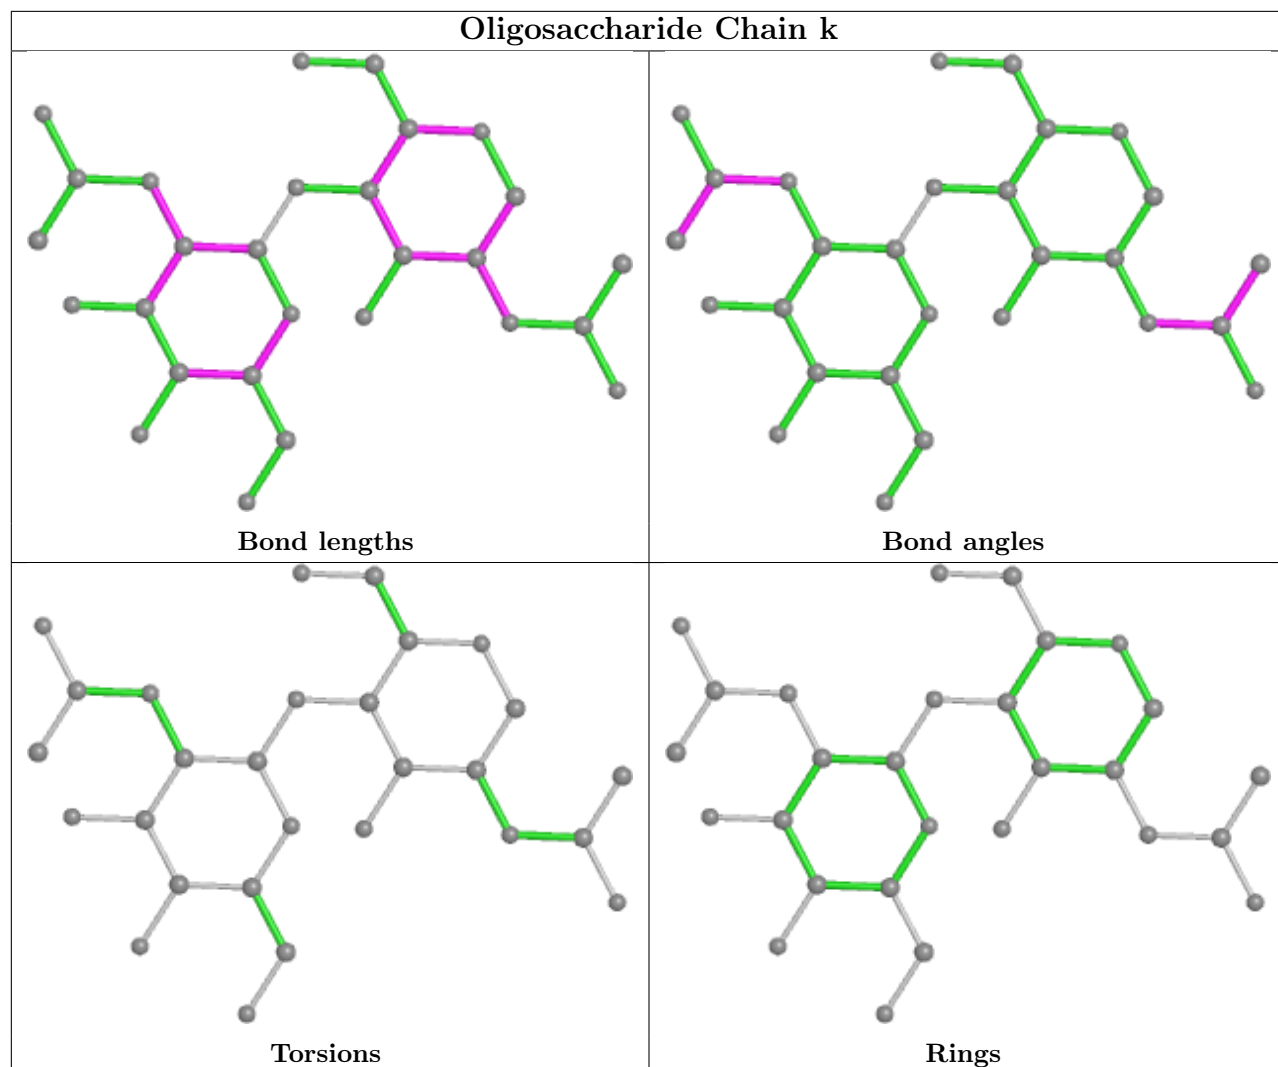 Oligosaccharide Chain k
Bond lengths
Bond angles
Torsions
Rings